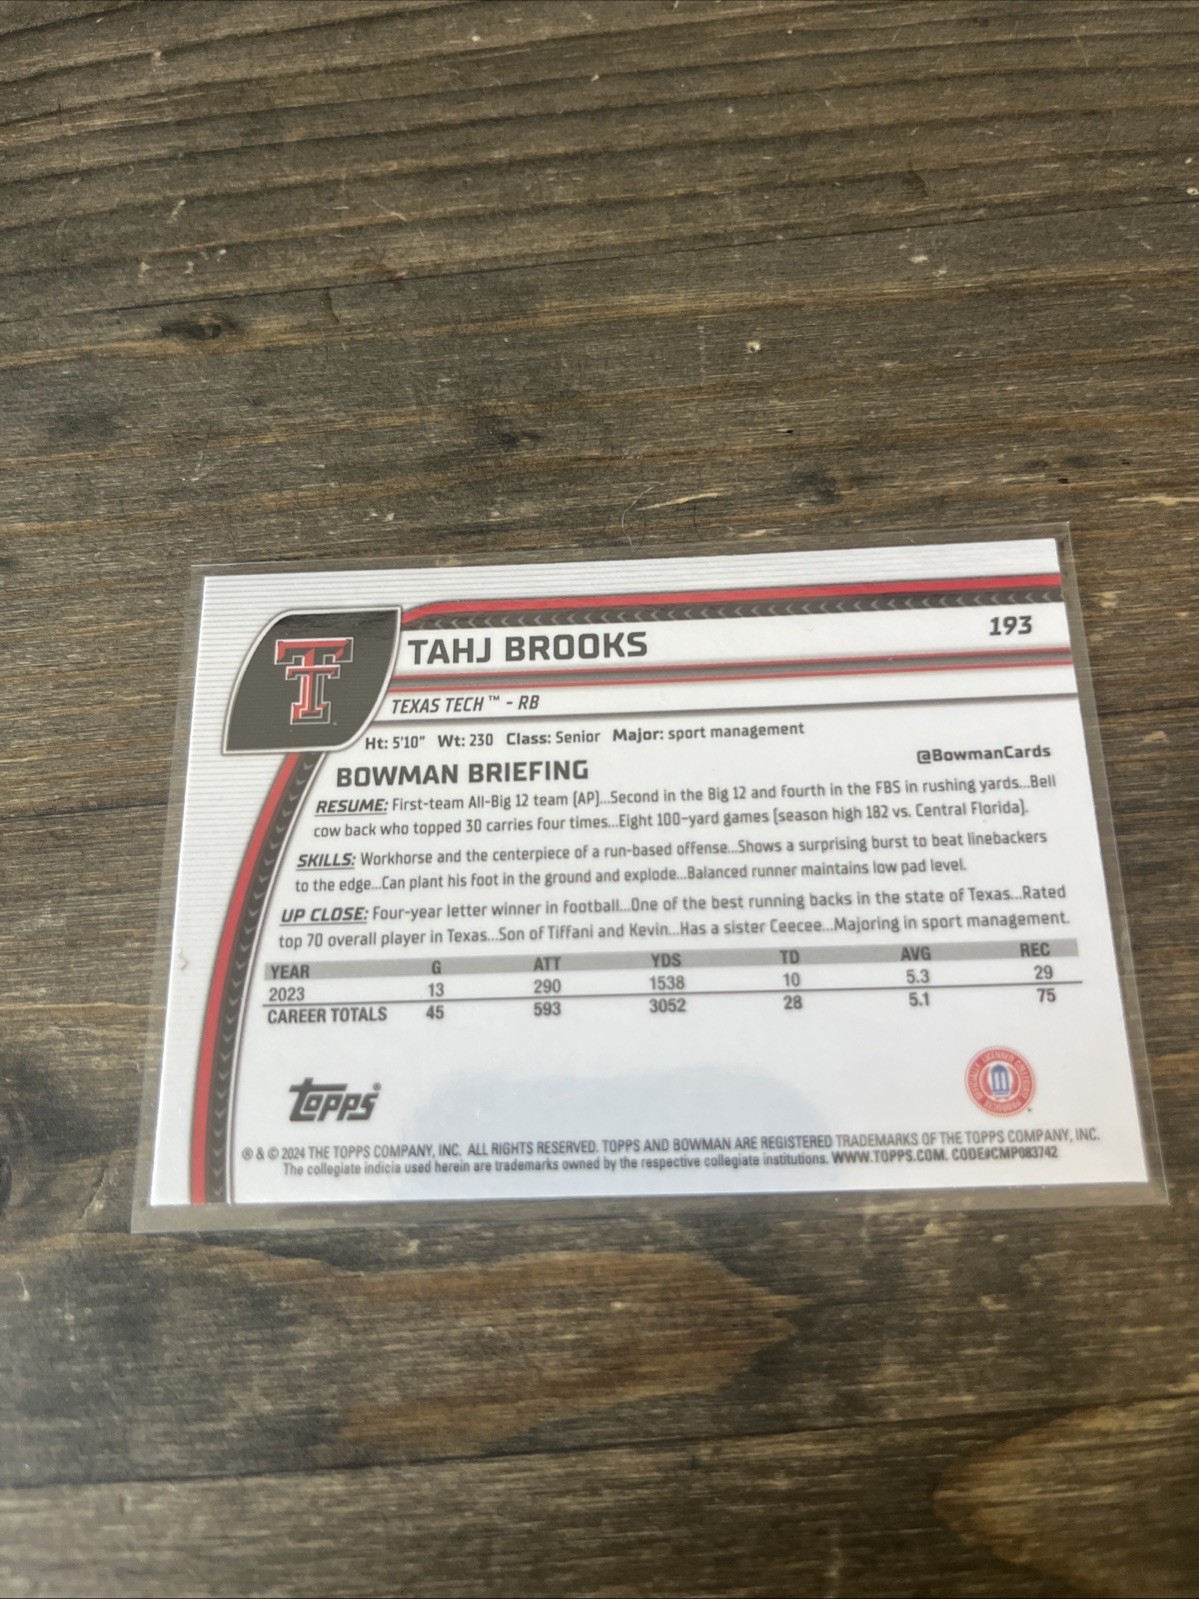 TAHJ BROOKS
193
TEXAS TECH™ - RB
Ht: 5'10" Wt: 230 Class: Senior Major: sport management
@BowmanCards
BOWMAN BRIEFING
RESUME: First-team All-Big 12 team (AP)...Second in the Big 12 and fourth in the FBS in rushing yards...Bell
cow back who topped 30 carries four times...Eight 100-yard games (season high 182 vs. Central Florida).
SKILLS: Workhorse and the centerpiece of a run-based offense...Shows a surprising burst to beat linebackers
to the edge...Can plant his foot in the ground and explode...Balanced runner maintains low pad level.
UP CLOSE: Four-year letter winner in football...One of the best running backs in the state of Texas...Rated
top 70 overall player in Texas...Son of Tiffani and Kevin...Has a sister Ceecee...Majoring in sport management.
YEAR G ATT YDS TD AVG REC
2023 13 290 1538 10 5.3 29
CAREER TOTALS 45 593 3052 28 5.1 75
Topps
® & © 2024 THE TOPPS COMPANY, INC. ALL RIGHTS RESERVED. TOPPS AND BOWMAN ARE REGISTERED TRADEMARKS OF THE TOPPS COMPANY, INC.
The collegiate indicia used herein are trademarks owned by the respective collegiate institutions. WWW.TOPPS.COM. CODE#CMP083742